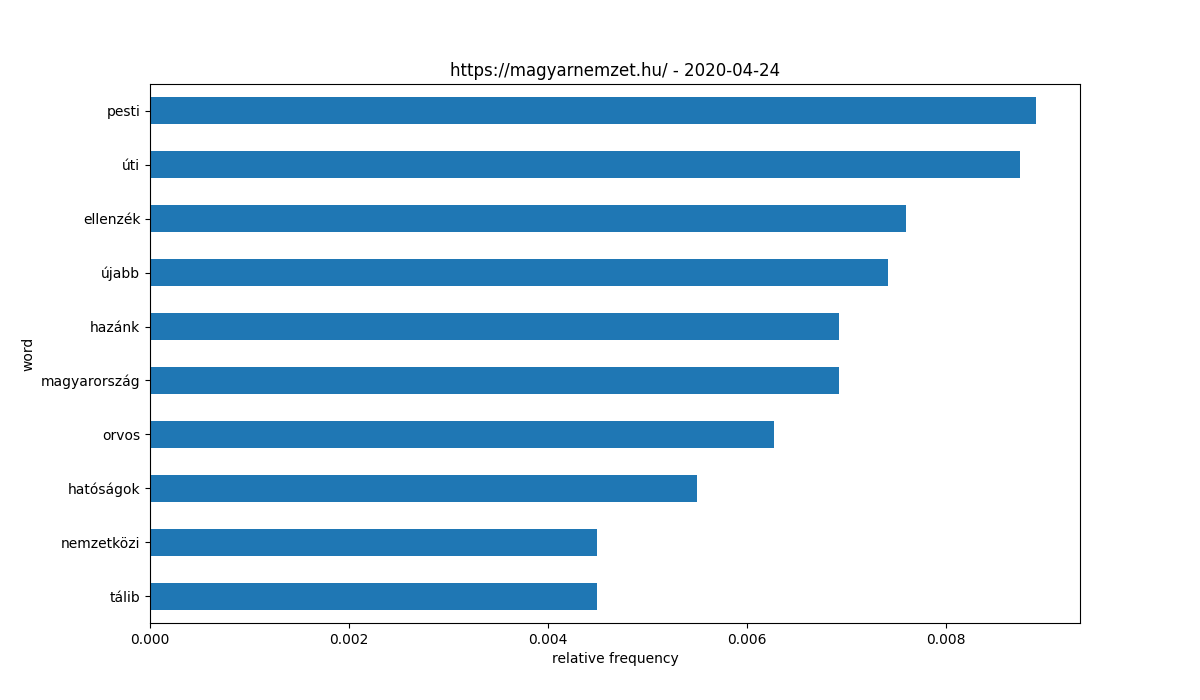 https://magyarnemzet.hu/ - 2020-04-24
word
pesti
úti
ellenzék
újabb
hazánk
magyarország
orvos
hatóságok
nemzetközi
tálib
0.000 0.002 0.004 0.006 0.008
relative frequency